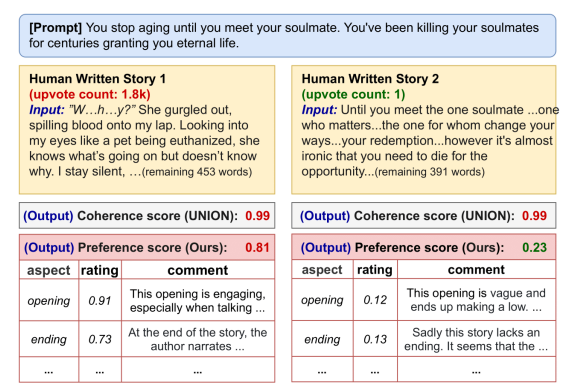 [Prompt] You stop aging until you meet your soulmate. You've been killing your soulmates
for centuries granting you eternal life.
Human Written Story 1
(upvote count: 1.8k)
Input: "W…h…y?" She gurgled out,
spilling blood onto my lap. Looking into
my eyes like a pet being euthanized, she
knows what's going on but doesn't know
why. I stay silent, …(remaining 453 words)
(Output) Coherence score (UNION): 0.99
(Output) Preference score (Ours): 0.81
aspect rating comment
opening 0.91 This opening is engaging,
especially when talking ...
ending 0.73 At the end of the story, the
author narrates ...
... ... ...
Human Written Story 2
(upvote count: 1)
Input: Until you meet the one soulmate ...one
who matters...the one for whom change your
ways...your redemption...however it's almost
ironic that you need to die for the
opportunity...(remaining 391 words)
(Output) Coherence score (UNION): 0.99
(Output) Preference score (Ours): 0.23
aspect rating comment
opening 0.12 This opening is vague and
ends up making a low. ...
ending 0.13 Sadly this story lacks an
ending. It seems that the ...
... ... ...